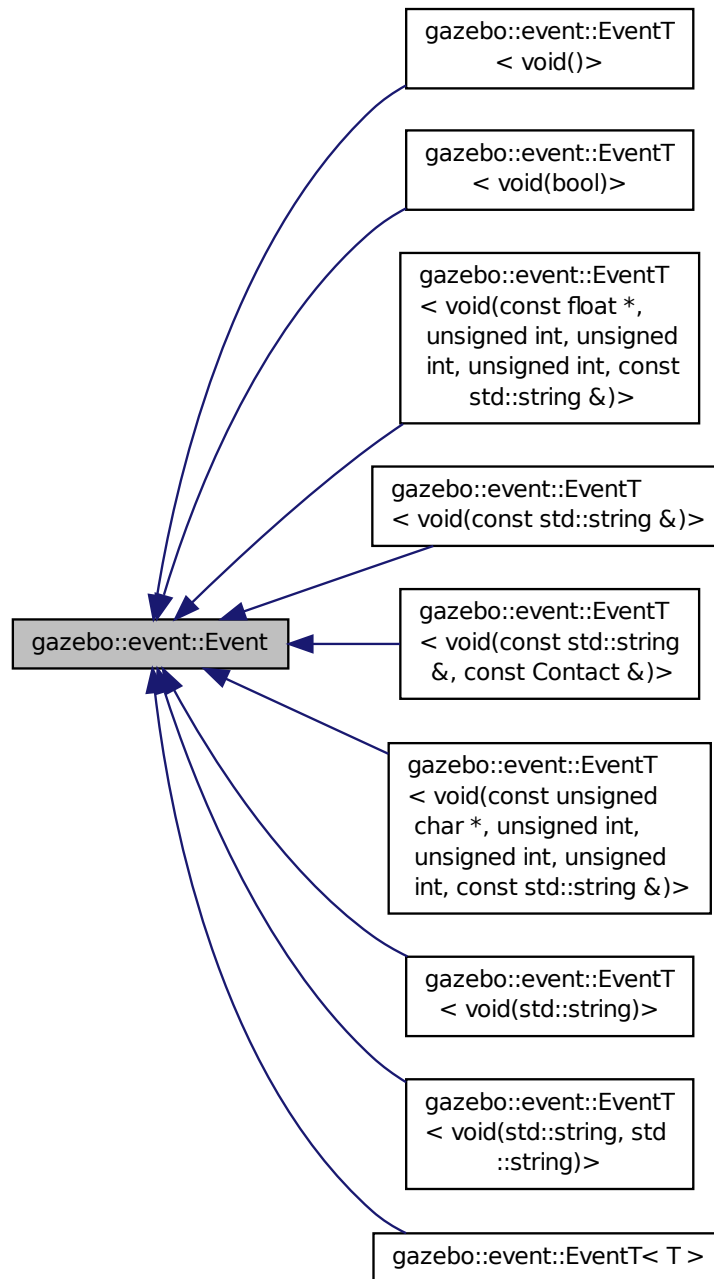 gazebo::event::EventT
< void()>
gazebo::event::EventT
< void(bool)>
gazebo::event::EventT
< void(const float *,
unsigned int, unsigned
int, unsigned int, const
std::string &)>
gazebo::event::EventT
< void(const std::string &)>
gazebo::event::Event
gazebo::event::EventT
< void(const std::string
&, const Contact &)>
gazebo::event::EventT
< void(const unsigned
char *, unsigned int,
unsigned int, unsigned
int, const std::string &)>
gazebo::event::EventT
< void(std::string)>
gazebo::event::EventT
< void(std::string, std
::string)>
gazebo::event::EventT< T >